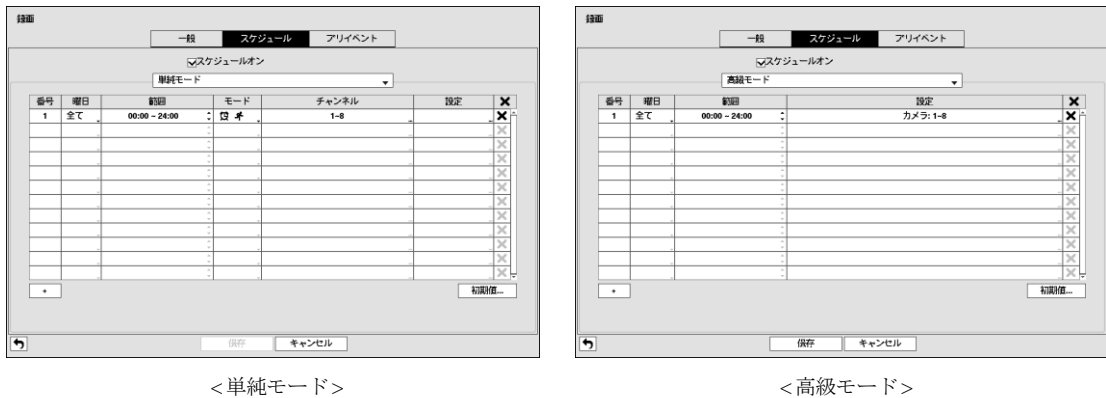 録画
一般 スケジュール アリイベント
スケジュールオン
単純モード
番号 曜日 範囲 モード チャンネル 設定
1 全て 00:00 ~ 24:00 1~8
+ 初期値...
保存 キャンセル
<単純モード>
録画
一般 スケジュール アリイベント
スケジュールオン
高級モード
番号 曜日 範囲 設定
1 全て 00:00 ~ 24:00 カメラ: 1~8
+ 初期値...
保存 キャンセル
<高級モード>